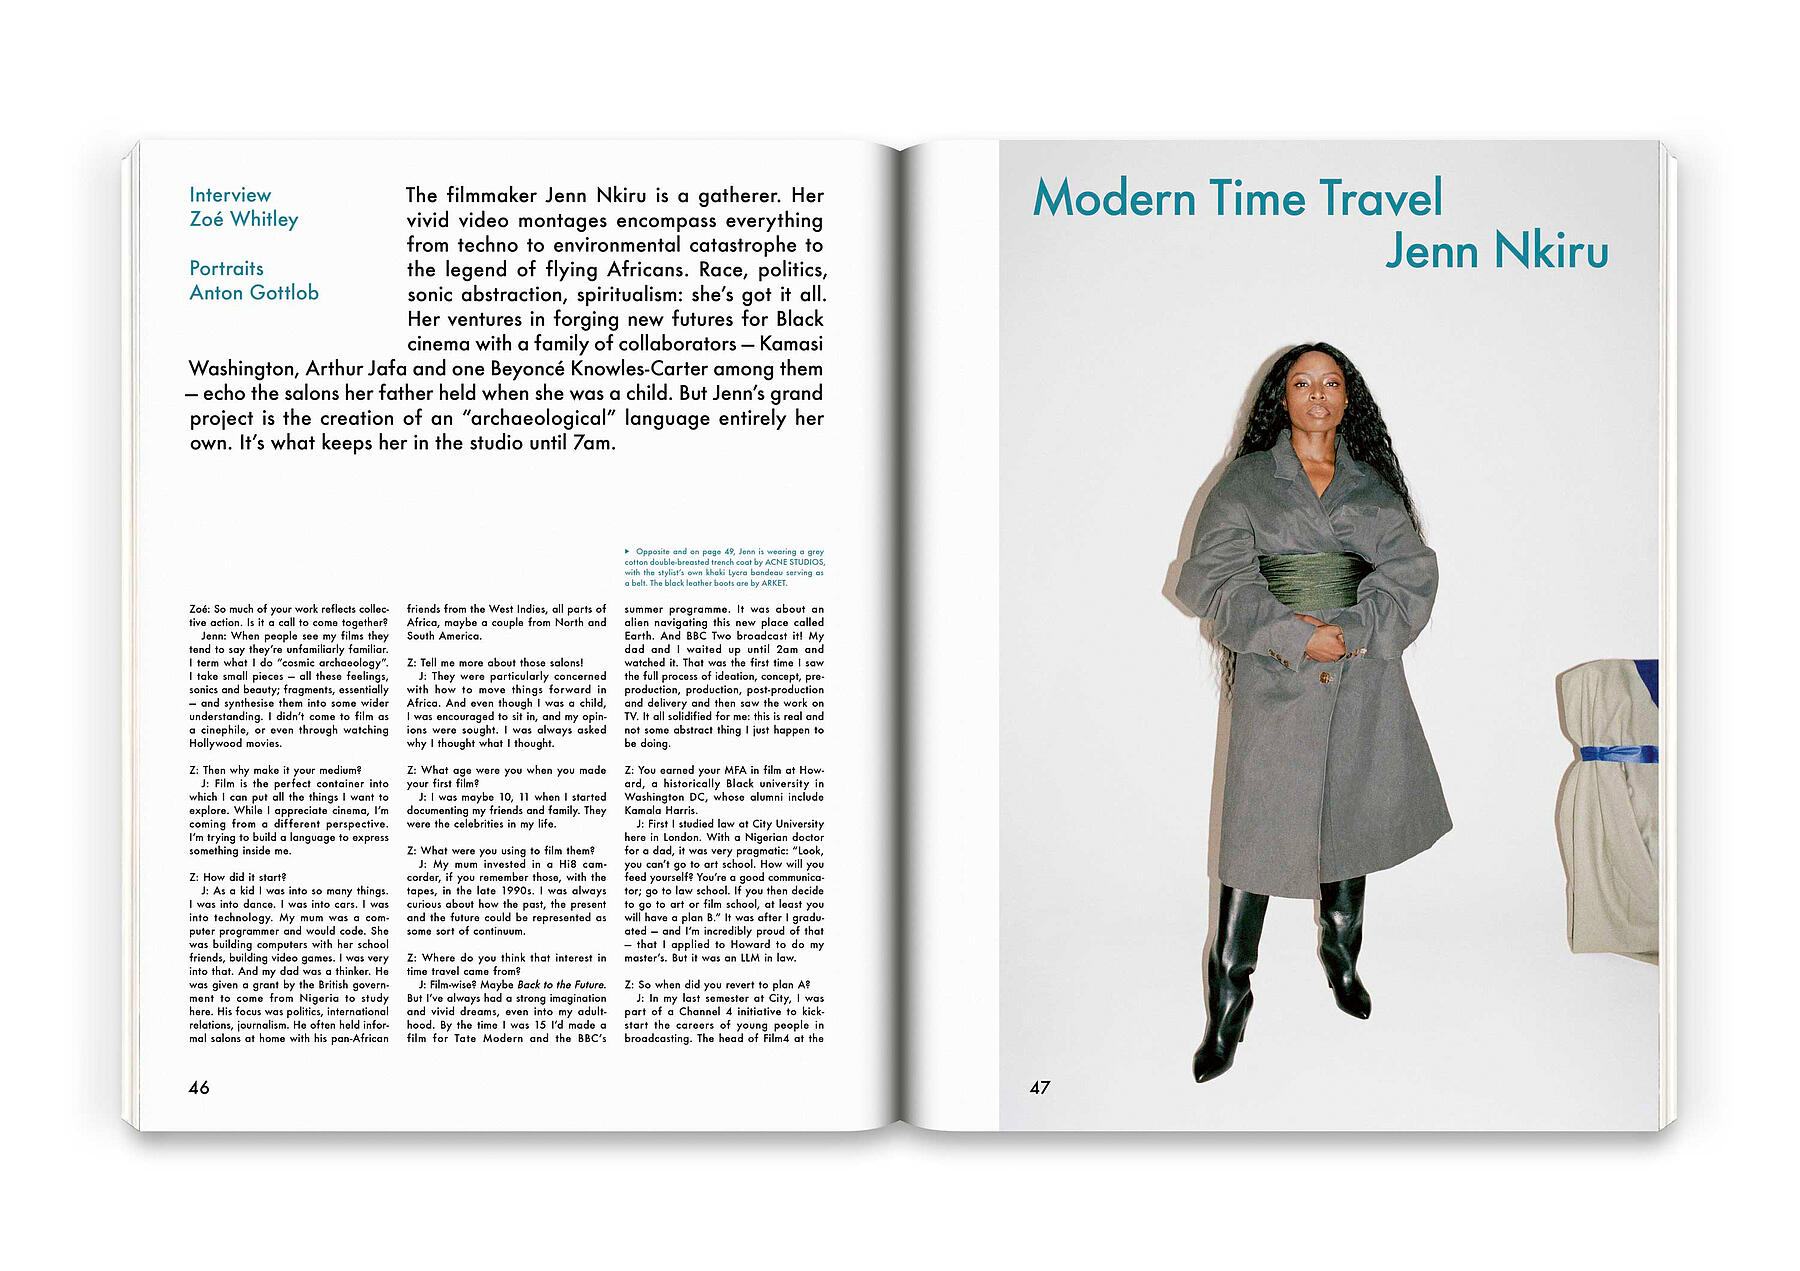 Interview
Zoé Whitley
Portraits
Anton Gottlob
The filmmaker Jenn Nkiru is a gatherer. Her
vivid video montages encompass everything
from techno to environmental catastrophe to
the legend of flying Africans. Race, politics,
sonic abstraction, spiritualism: she’s got it all.
Her ventures in forging new futures for Black
cinema with a family of collaborators — Kamasi
Washington, Arthur Jafa and one Beyoncé Knowles-Carter among them
— echo the salons her father held when she was a child. But Jenn’s grand
project is the creation of an “archaeological” language entirely her
own. It’s what keeps her in the studio until 7am.
▶ Opposite and on page 49, Jenn is wearing a grey
cotton double-breasted trench coat by ACNE STUDIOS,
with the stylist’s own khaki Lycra bandeau serving as
a belt. The black leather boots are by ARKET.
Zoé: So much of your work reflects collec-
tive action. Is it a call to come together?
Jenn: When people see my films they
tend to say they’re unfamiliarly familiar.
I term what I do “cosmic archaeology”.
I take small pieces — all these feelings,
sonics and beauty; fragments, essentially
— and synthesise them into some wider
understanding. I didn’t come to film as
a cinephile, or even through watching
Hollywood movies.
Z: Then why make it your medium?
J: Film is the perfect container into
which I can put all the things I want to
explore. While I appreciate cinema, I’m
coming from a different perspective.
I’m trying to build a language to express
something inside me.
Z: How did it start?
J: As a kid I was into so many things.
I was into dance. I was into cars. I was
into technology. My mum was a com-
puter programmer and would code. She
was building computers with her school
friends, building video games. I was very
into that. And my dad was a thinker. He
was given a grant by the British govern-
ment to come from Nigeria to study
here. His focus was politics, international
relations, journalism. He often held infor-
mal salons at home with his pan-African
friends from the West Indies, all parts of
Africa, maybe a couple from North and
South America.
Z: Tell me more about those salons!
J: They were particularly concerned
with how to move things forward in
Africa. And even though I was a child,
I was encouraged to sit in, and my opin-
ions were sought. I was always asked
why I thought what I thought.
Z: What age were you when you made
your first film?
J: I was maybe 10, 11 when I started
documenting my friends and family. They
were the celebrities in my life.
Z: What were you using to film them?
J: My mum invested in a Hi8 cam-
corder, if you remember those, with the
tapes, in the late 1990s. I was always
curious about how the past, the present
and the future could be represented as
some sort of continuum.
Z: Where do you think that interest in
time travel came from?
J: Film-wise? Maybe Back to the Future.
But I’ve always had a strong imagination
and vivid dreams, even into my adult-
hood. By the time I was 15 I’d made a
film for Tate Modern and the BBC’s
summer programme. It was about an
alien navigating this new place called
Earth. And BBC Two broadcast it! My
dad and I waited up until 2am and
watched it. That was the first time I saw
the full process of ideation, concept, pre-
production, production, post-production
and delivery and then saw the work on
TV. It all solidified for me: this is real and
not some abstract thing I just happen to
be doing.
Z: You earned your MFA in film at How-
ard, a historically Black university in
Washington DC, whose alumni include
Kamala Harris.
J: First I studied law at City University
here in London. With a Nigerian doctor
for a dad, it was very pragmatic: “Look,
you can’t go to art school. How will you
feed yourself? You’re a good communica-
tor; go to law school. If you then decide
to go to art or film school, at least you
will have a plan B.” It was after I gradu-
ated — and I’m incredibly proud of that
— that I applied to Howard to do my
master’s. But it was an LLM in law.
Z: So when did you revert to plan A?
J: In my last semester at City, I was
part of a Channel 4 initiative to kick-
start the careers of young people in
broadcasting. The head of Film4 at the
46
Modern Time Travel
Jenn Nkiru
47